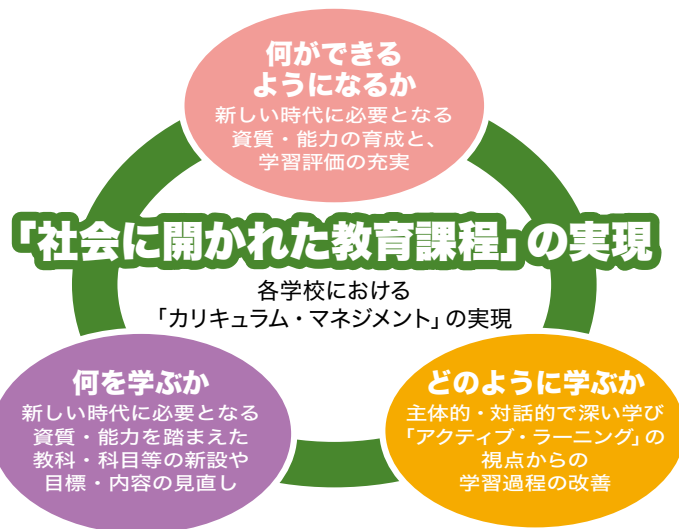 何ができる
ようになるか
新しい時代に必要となる
資質・能力の育成と、
学習評価の充実
「社会に開かれた教育課程」の実現
各学校における
「カリキュラム・マネジメント」の実現
何を学ぶか
新しい時代に必要となる
資質・能力を踏まえた
教科・科目等の新設や
目標・内容の見直し
どのように学ぶか
主体的・対話的で深い学び
「アクティブ・ラーニング」の
視点からの
学習過程の改善